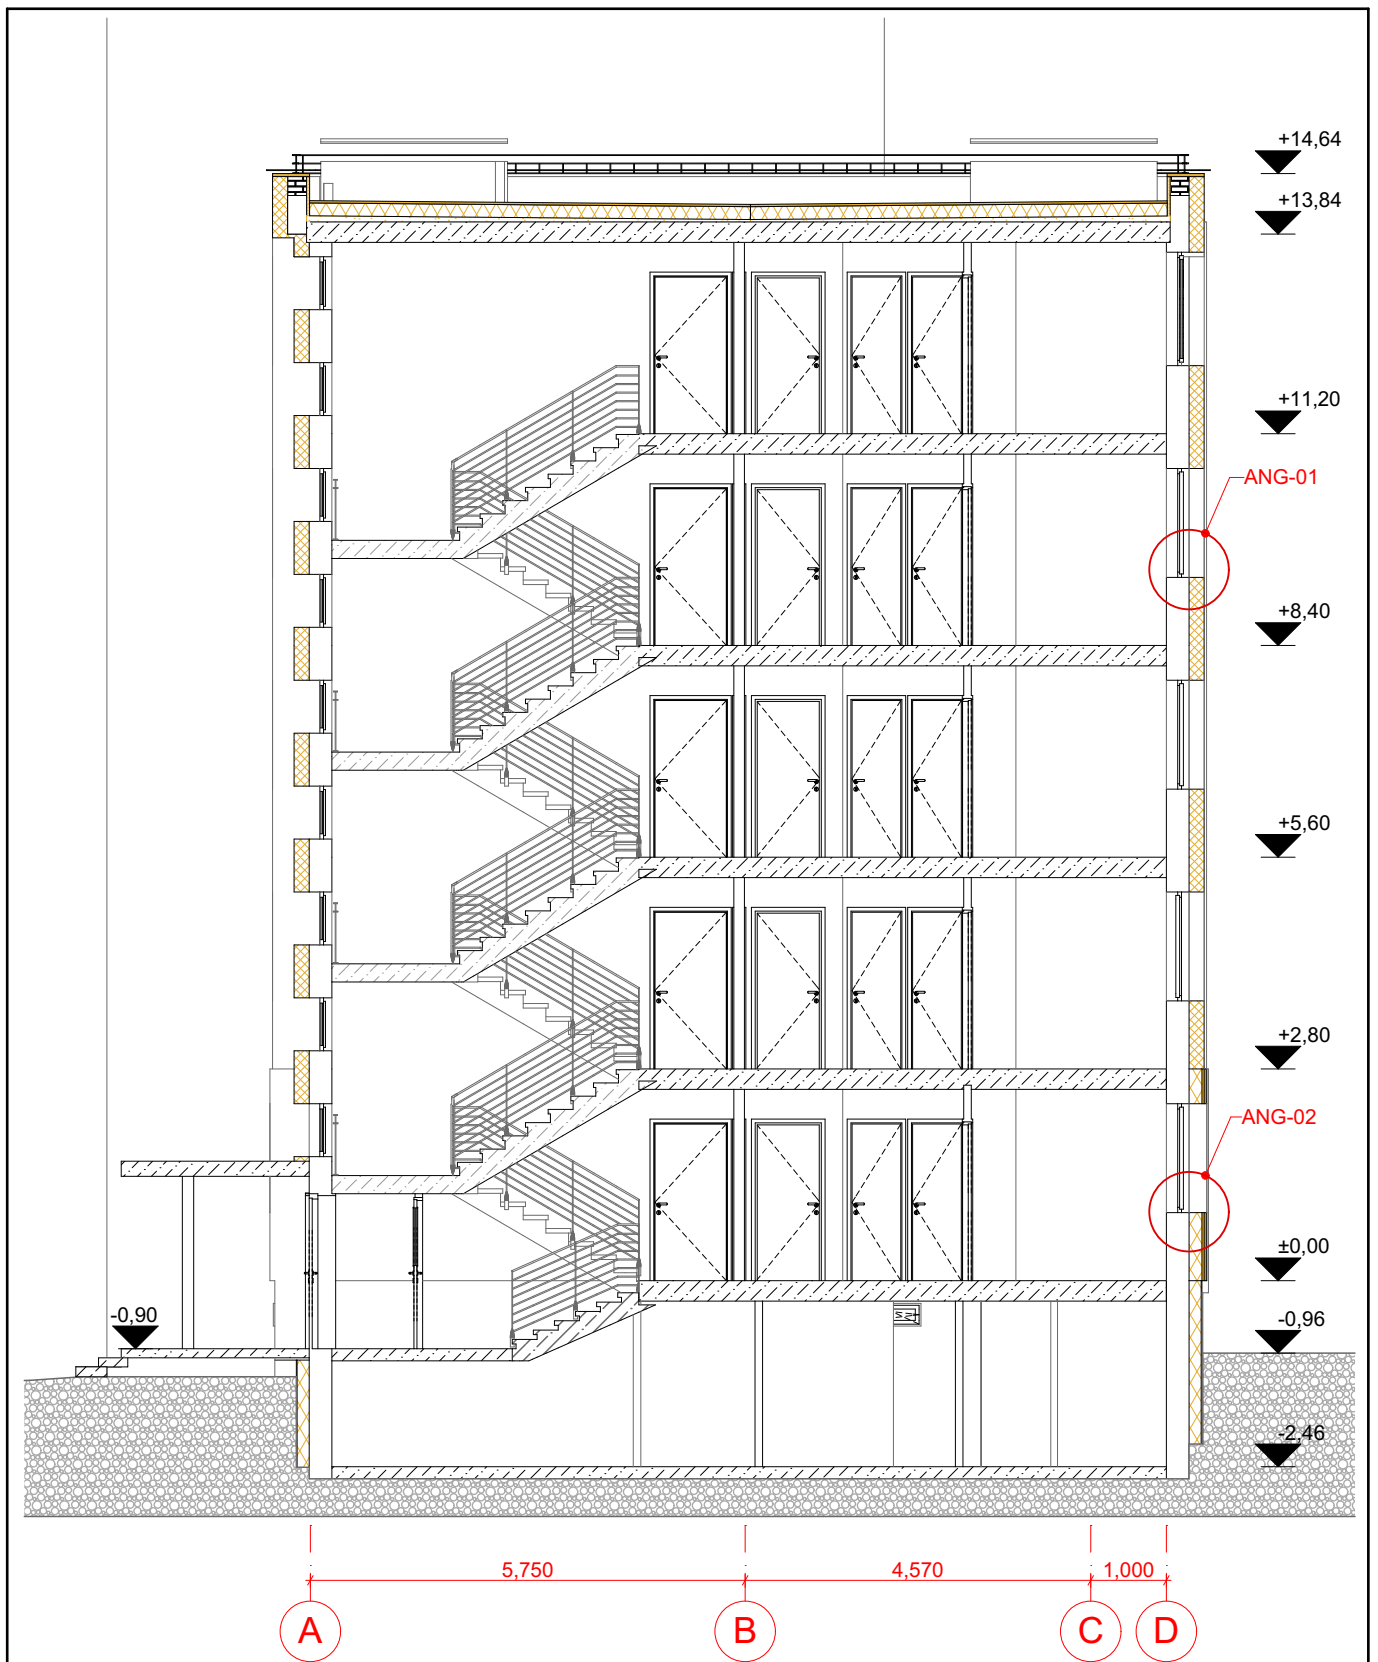 +14,64
+13,84
+11,20
ANG-01
+8,40
+5,60
+2,80
ANG-02
±0,00
-0,90
-0,96
-2,46
5,750
4,570
1,000
A
B
C
D